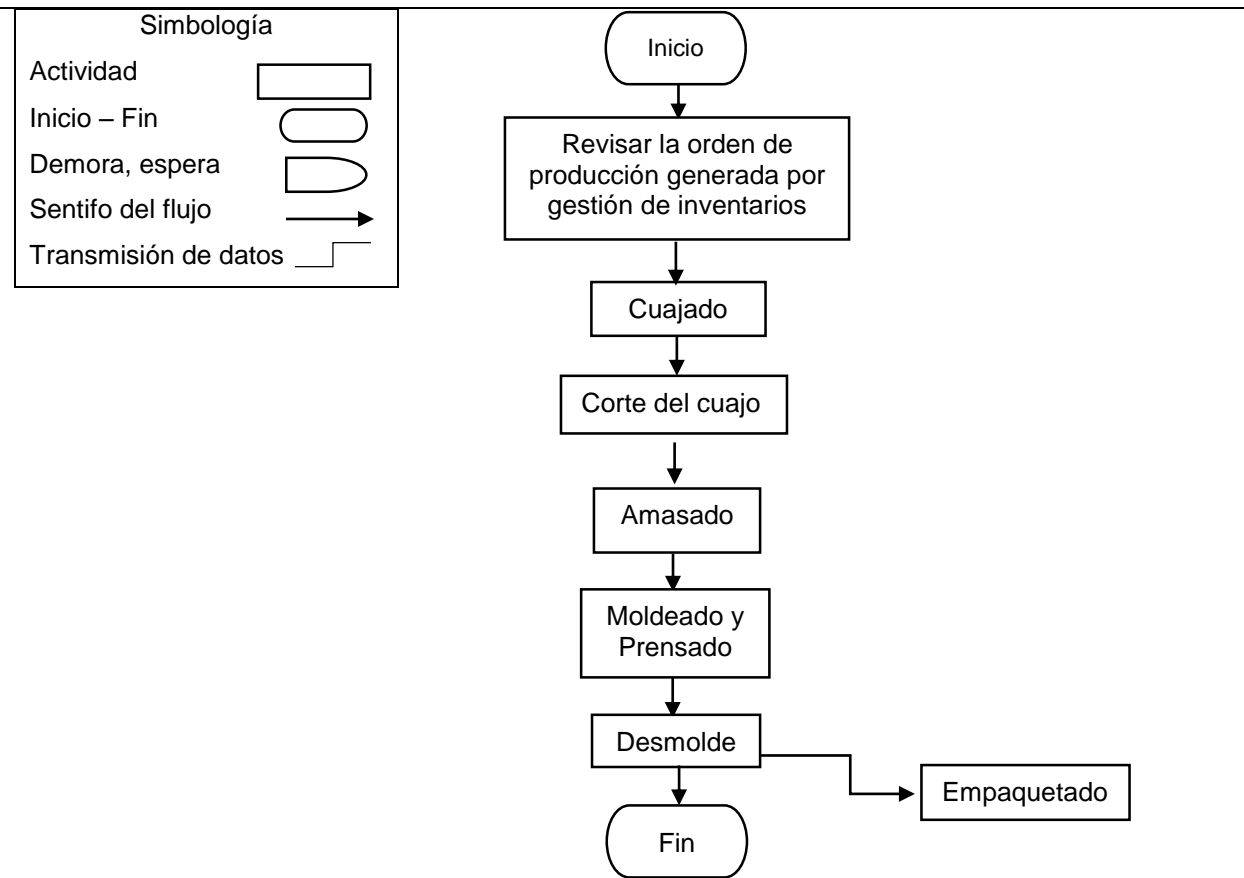 Simbología
Actividad
Inicio – Fin
Demora, espera
Sentifo del flujo
Transmisión de datos
Inicio
Revisar la orden de
producción generada por
gestión de inventarios
Cuajado
Corte del cuajo
Amasado
Moldeado y
Prensado
Desmolde
Empaquetado
Fin